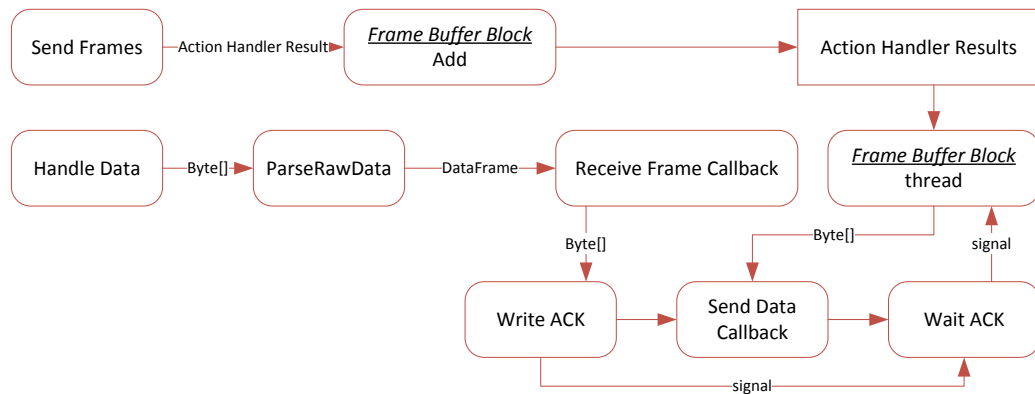 Send Frames
Action Handler Result
Frame Buffer Block
Add
Action Handler Results
Handle Data
Byte[]
ParseRawData
DataFrame
Receive Frame Callback
Frame Buffer Block
thread
Byte[]
Byte[]
signal
Write ACK
Send Data
Callback
Wait ACK
signal